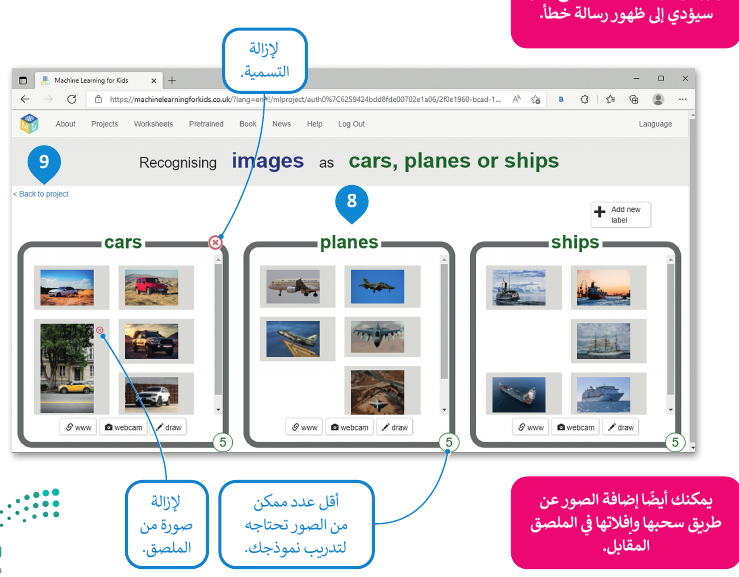 سيؤدي إلى ظهور رسالة خطأ.
لإزالة
التسمية.
Machine Learning for Kids
https://machinelearningforkids.co.uk/?lang=en#!/mlproject/auth0%7C6259424bdd8fde00702e1a06/2f0e1960-bcad-1...
About Projects Worksheets Pretrained Book News Help Log Out Language
9
Recognising images as cars, planes or ships
< Back to project
8
Add new
label
cars planes ships
www webcam draw www webcam draw www webcam draw
5 5 5
لإزالة
صورة من
الملصق.
أقل عدد ممكن
من الصور تحتاجه
لتدريب نموذجك.
يمكنك أيضًا إضافة الصور عن
طريق سحبها وإفلاتها في الملصق
المقابل.